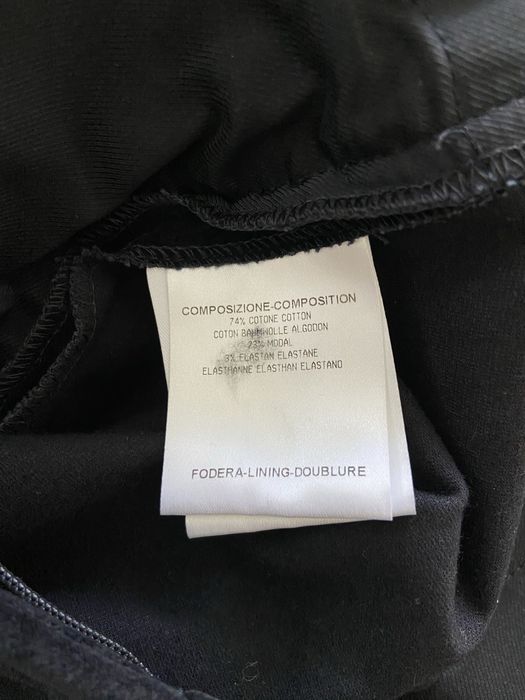 COMPOSIZIONE-COMPOSITION
74% COTONE COTTON
COTON BAUMWOLLE ALGODON
23% MODAL
3% ELASTAN ELASTANE
ELASTHANNE ELASTHAN ELASTANO
FODERA-LINING-DOUBLURE